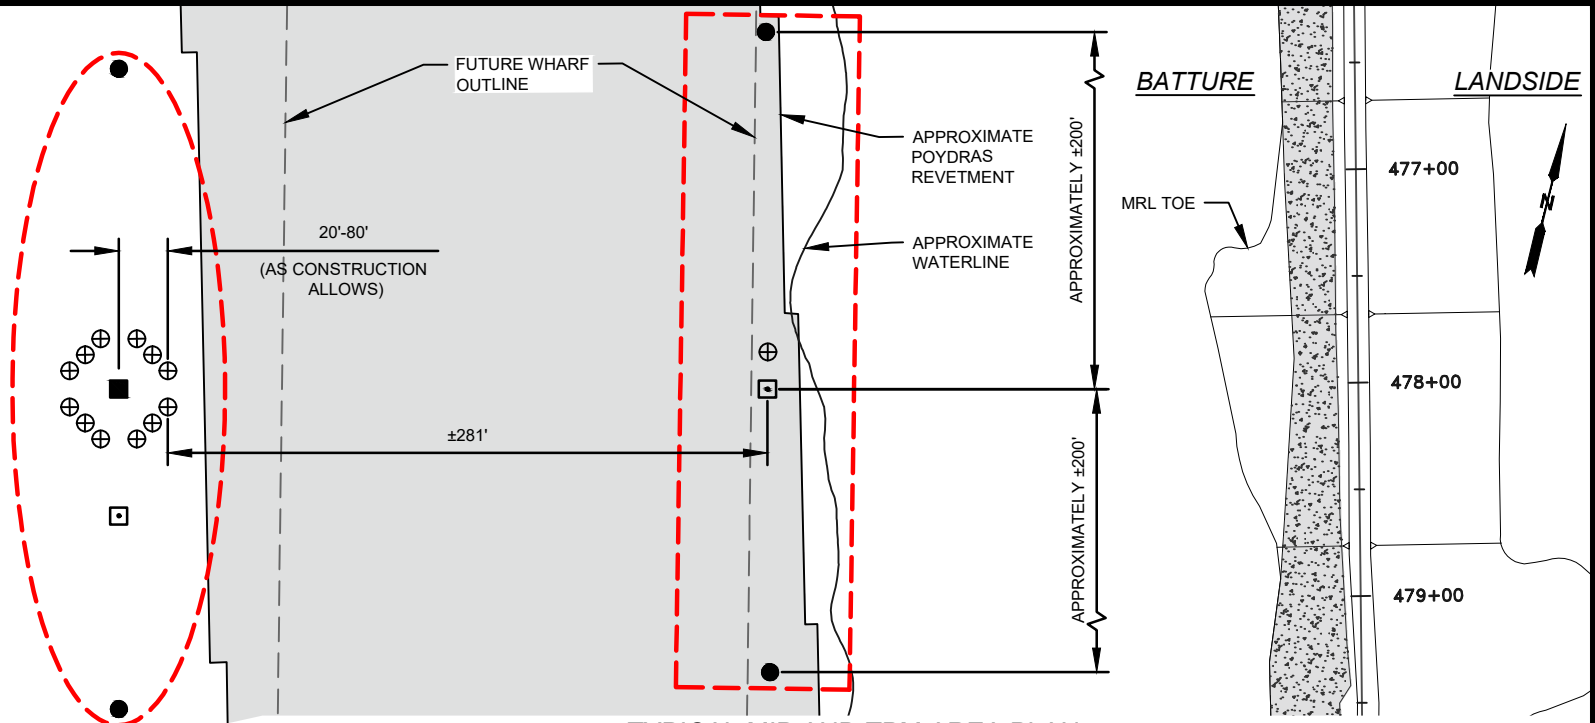 FUTURE WHARF
OUTLINE
BATTURE
LANDSIDE
APPROXIMATE
POYDRAS
REVETMENT
APPROXIMATELY ±200'
477+00
MRL TOE
N
20'-80'
(AS CONSTRUCTION
ALLOWS)
APPROXIMATE
WATERLINE
478+00
±281'
APPROXIMATELY ±200'
479+00